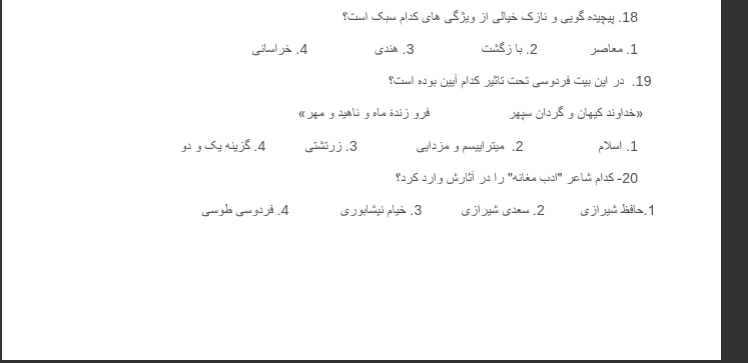 18. پیچیده گویی و نازک خیالی از ویژگی های کدام سبک است؟
1. معاصر 2. با زگشت 3. هندی 4. خراسانی
19. در این بیت فردوسی تحت تاثیر کدام آیین بوده است؟
«خداوند کیهان و گردان سپهر فرو زندۀ ماه و ناهید و مهر»
1. اسلام 2. میتراییسم و مزدایی 3. زرتشتی 4. گزینه یک و دو
20- کدام شاعر "ادب مغانه" را در آثارش وارد کرد؟
1.حافظ شیرازی 2. سعدی شیرازی 3. خیام نیشابوری 4. فردوسی طوسی